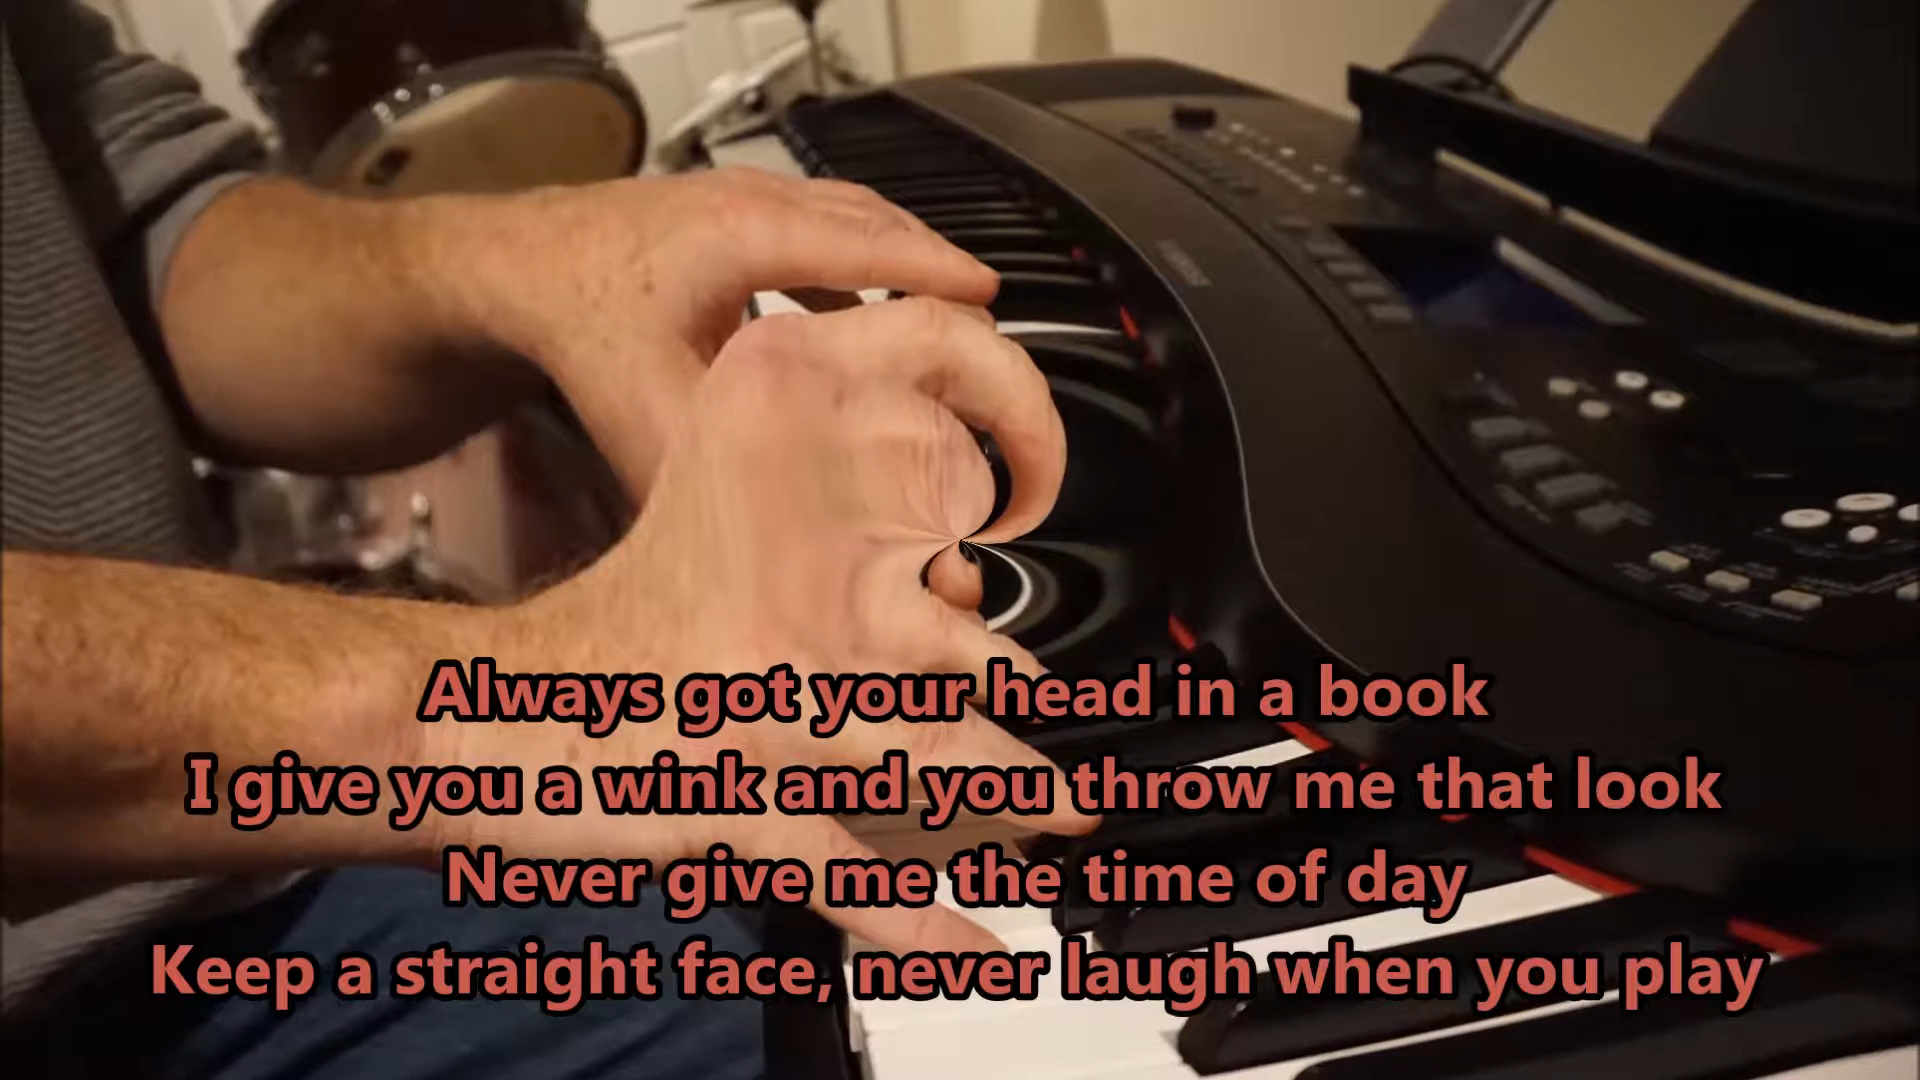 Always got your head in a book
I give you a wink and you throw me that look
Never give me the time of day
Keep a straight face, never laugh when you play